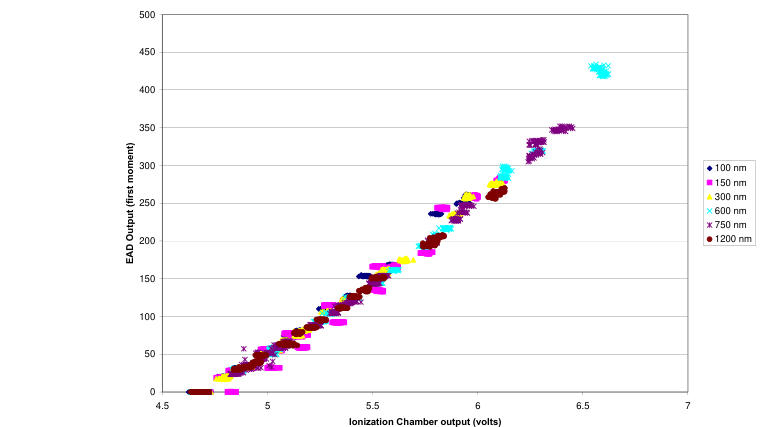 500
450
400
350
300
250
200
150
100
50
0
EAD Output (first moment)
4.5 5 5.5 6 6.5 7
Ionization Chamber output (volts)
100 nm
150 nm
300 nm
600 nm
750 nm
1200 nm